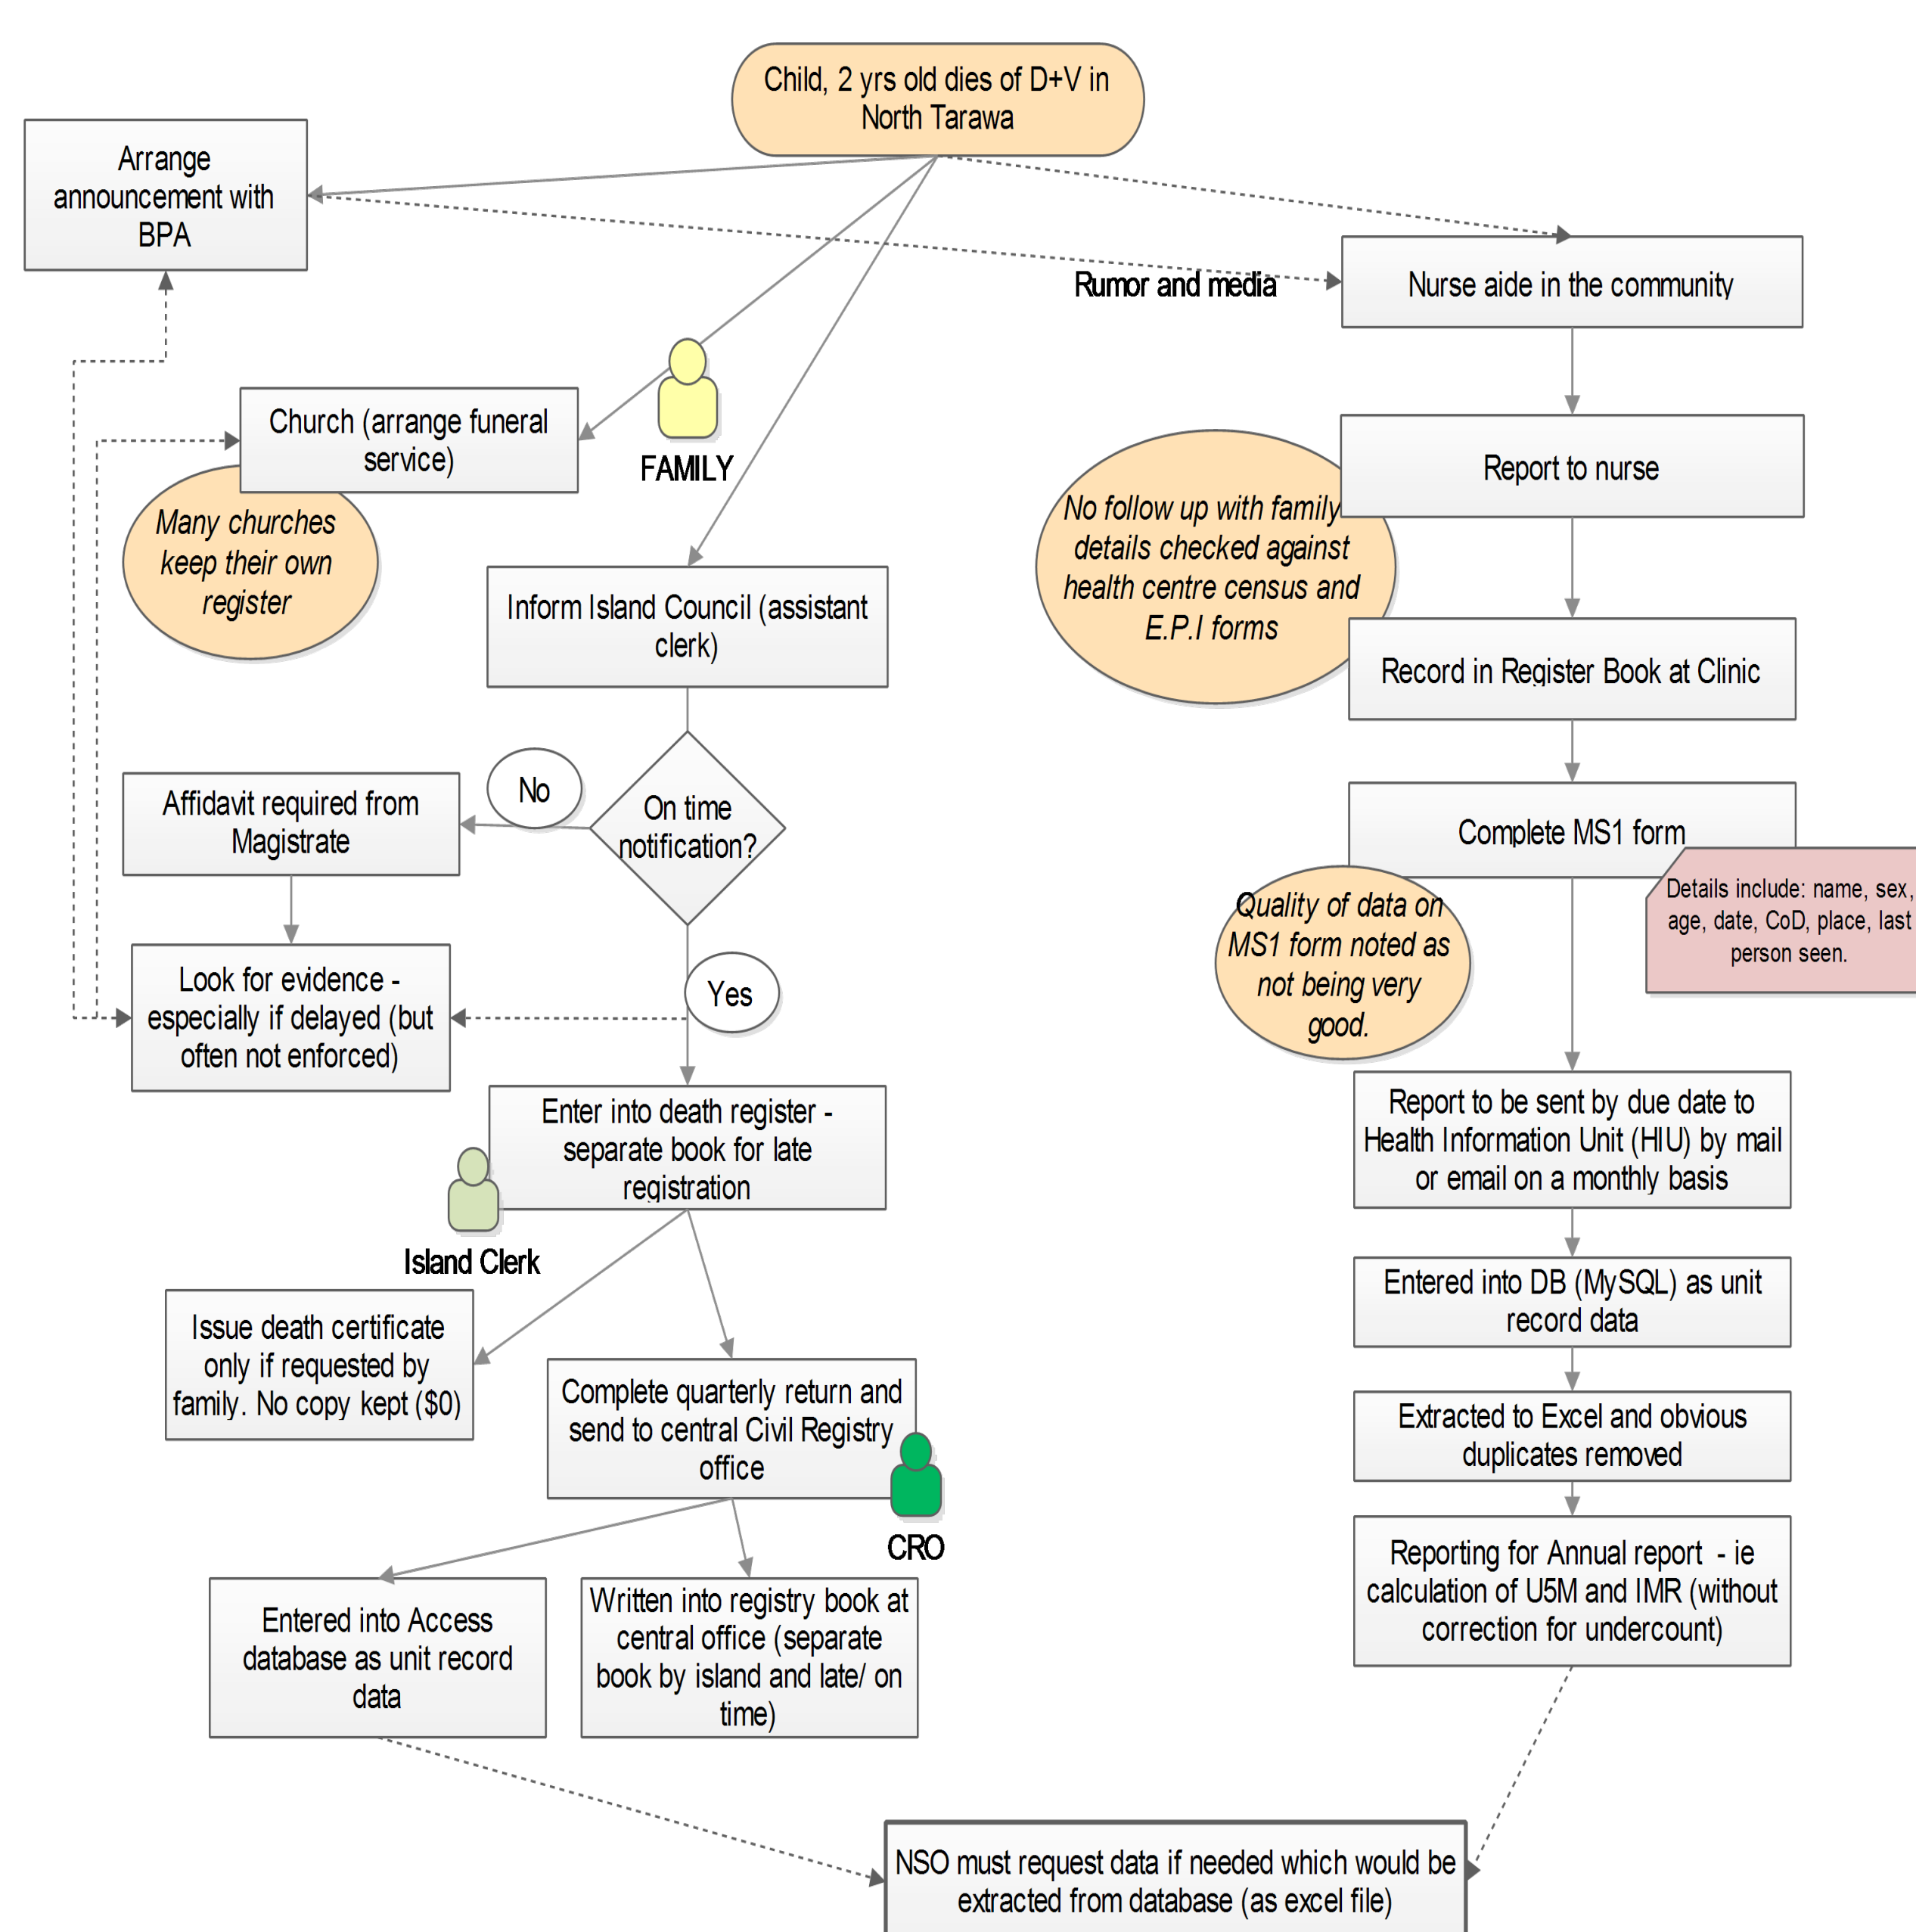 Child, 2 yrs old dies of D+V in
North Tarawa
Arrange
announcement with
BPA
Rumor and media
Nurse aide in the community
Church (arrange funeral
service)
FAMILY
Many churches
keep their own
register
Report to nurse
No follow up with family
details checked against
health centre census and
E.P.I forms
Inform Island Council (assistant
clerk)
Record in Register Book at Clinic
No
On time
notification?
Affidavit required from
Magistrate
Complete MS1 form
Details include: name, sex,
age, date, CoD, place, last
person seen.
Quality of data on
MS1 form noted as
not being very
good.
Yes
Look for evidence -
especially if delayed (but
often not enforced)
Enter into death register -
separate book for late
registration
Island Clerk
Report to be sent by due date to
Health Information Unit (HIU) by mail
or email on a monthly basis
Issue death certificate
only if requested by
family. No copy kept ($0)
Complete quarterly return and
send to central Civil Registry
office
CRO
Entered into DB (MySQL) as unit
record data
Extracted to Excel and obvious
duplicates removed
Reporting for Annual report  - ie
calculation of U5M and IMR (without
correction for undercount)
Entered into Access
database as unit record
data
Written into registry book at
central office (separate
book by island and late/ on
time)
NSO must request data if needed which would be
extracted from database (as excel file)